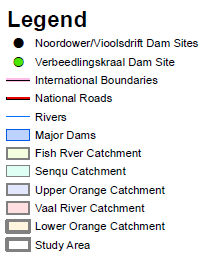 Legend
Noordower/Vioolsdrift Dam Sites
Verbeedlingskraal Dam Site
International Boundaries
National Roads
Rivers
Major Dams
Fish Rver Catchment
Senqu Catchment
Upper Orange Catchment
Vaal River Catchment
Lower Orange Catchment
Study Area